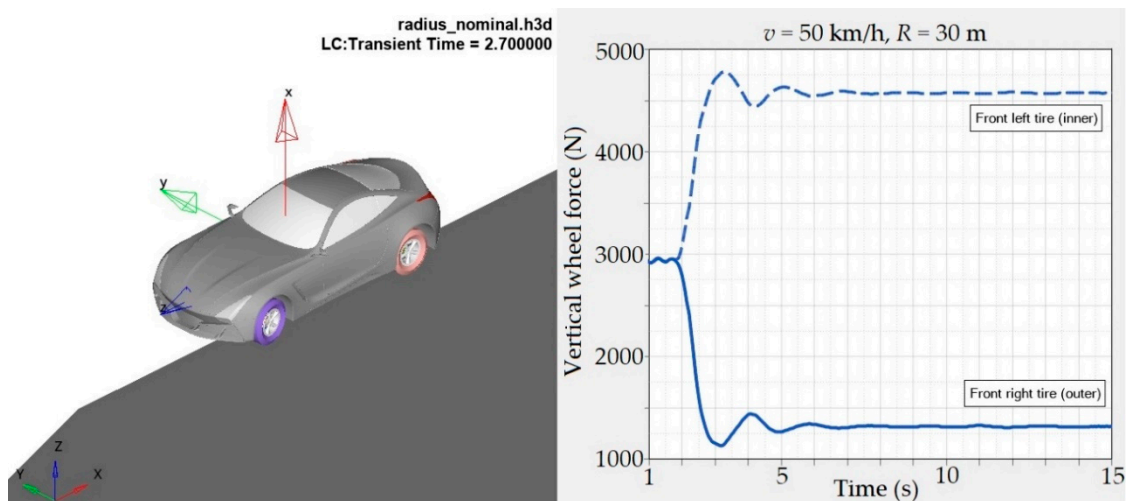 radius_nominal.h3d
LC:Transient Time = 2.700000
x
y
z
Z
Y
X
v = 50 km/h, R = 30 m
Vertical wheel force (N)
5000
4000
3000
2000
1000
Front left tire (inner)
Front right tire (outer)
1
5
10
15
Time (s)